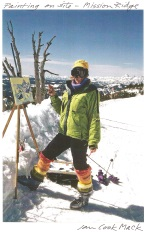 Painting on Site - Mission Ridge
Jan Cook Mack